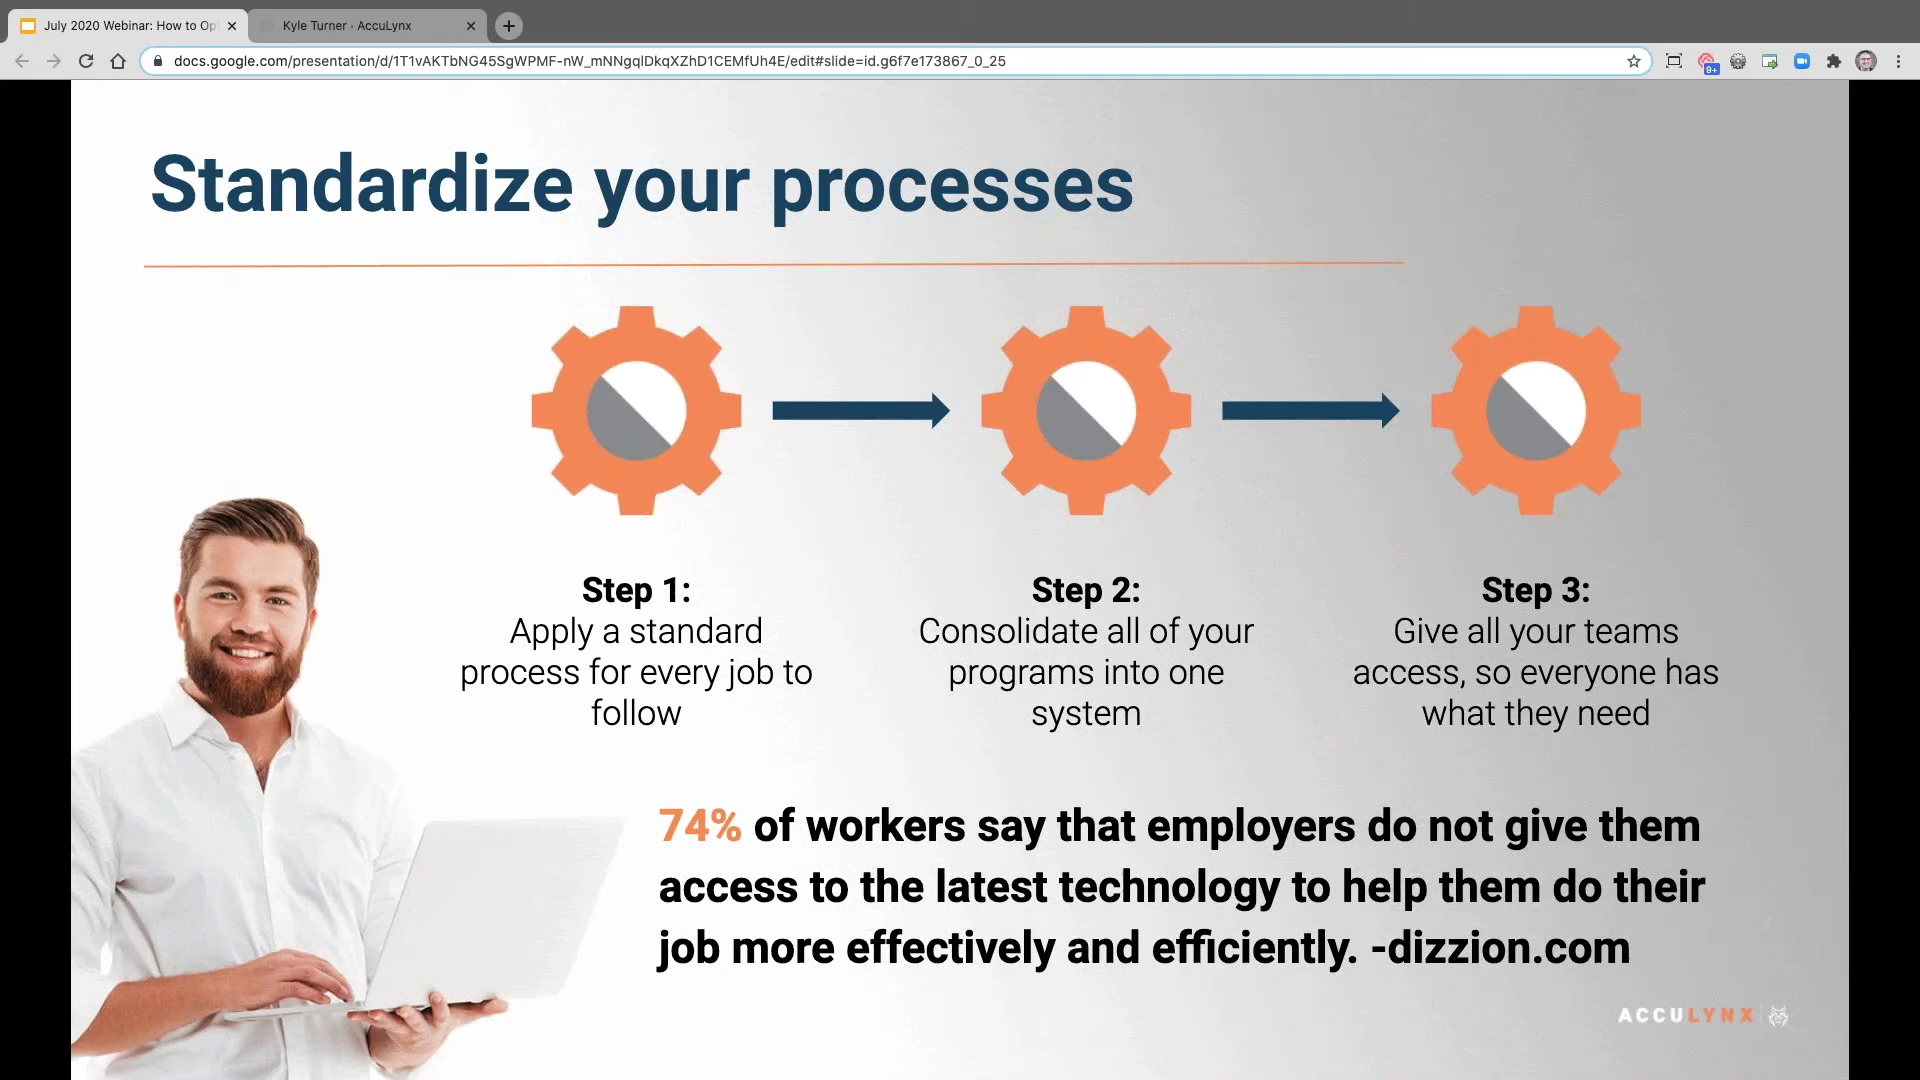 July 2020 Webinar: How to Op
Kyle Turner · AccuLynx
docs.google.com/presentation/d/1T1vAKTbNG45SgWPMF-nW_mNNgqlDkqXZhD1CEMfUh4E/edit#slide=id.g6f7e173867_0_25
9+
Standardize your processes
Step 1:
Apply a standard
process for every job to
follow
Step 2:
Consolidate all of your
programs into one
system
Step 3:
Give all your teams
access, so everyone has
what they need
74% of workers say that employers do not give them
access to the latest technology to help them do their
job more effectively and efficiently. -dizzion.com
ACCULYNX